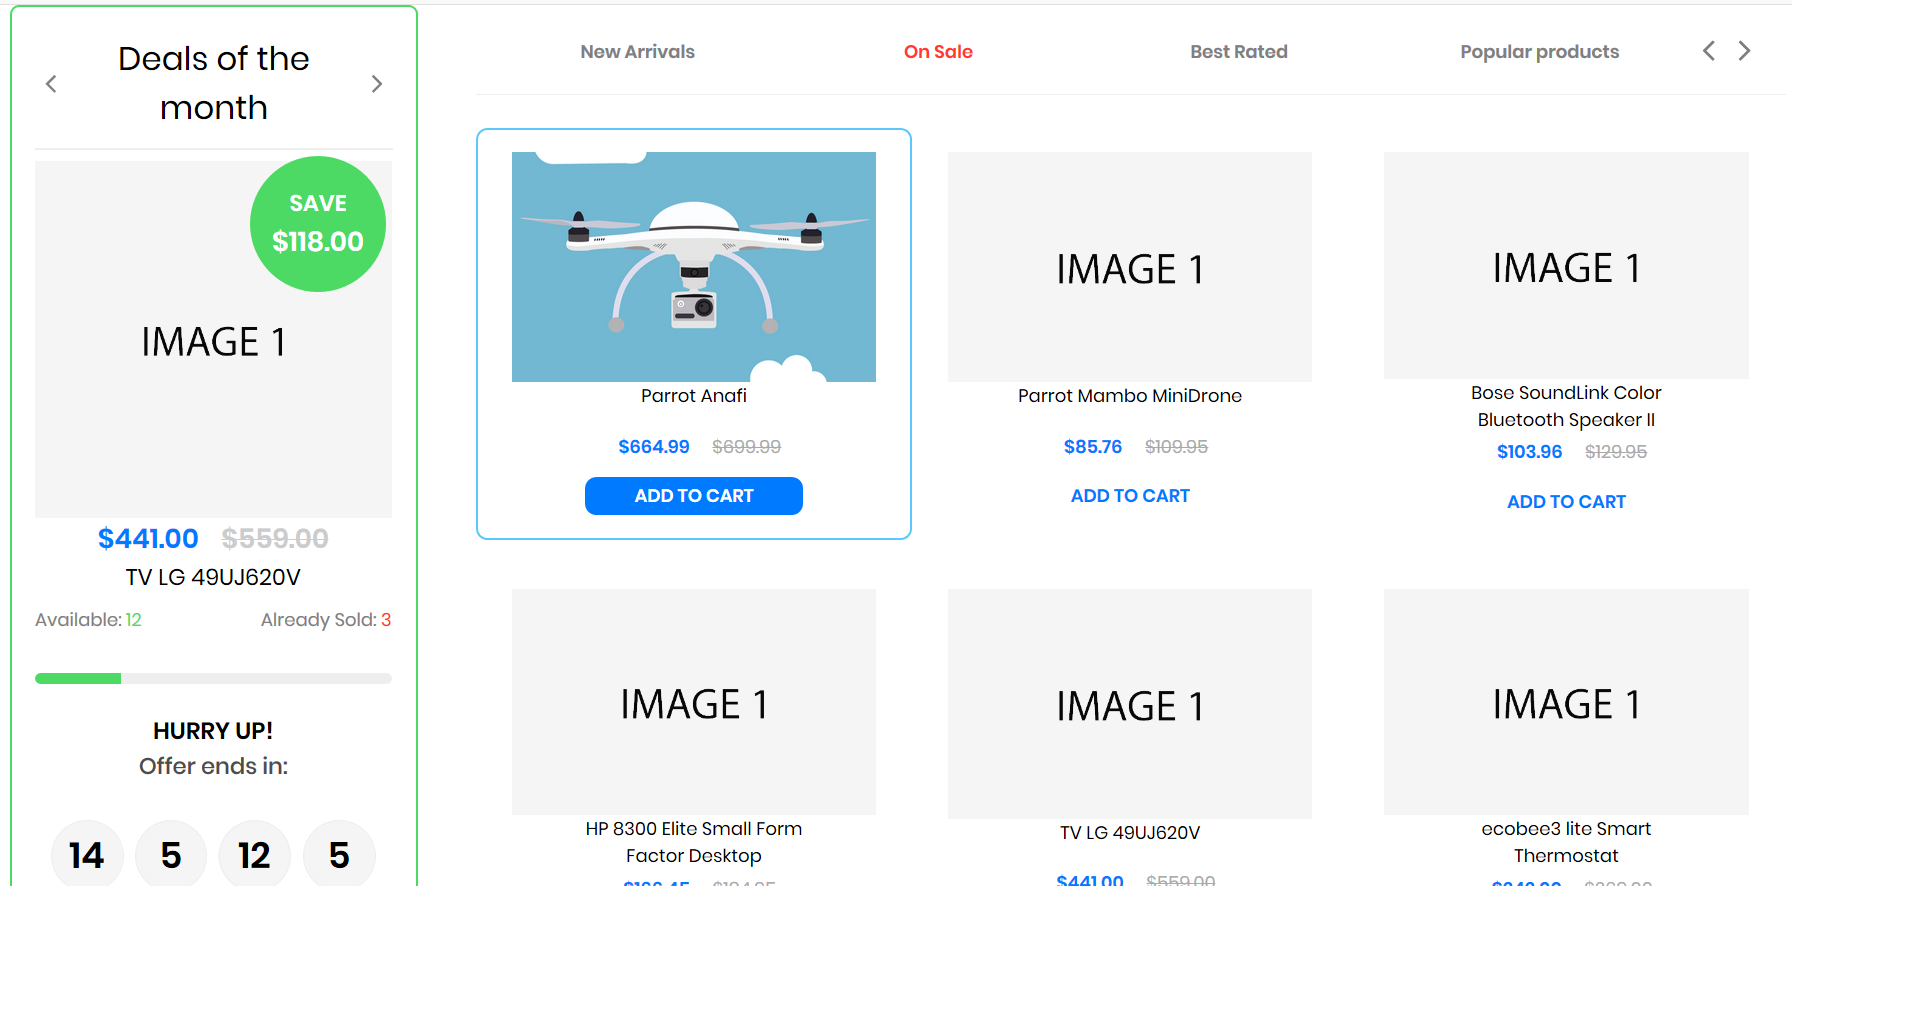 Deals of the
month
SAVE
$118.00
IMAGE 1
$441.00 $559.00
TV LG 49UJ620V
Available: 12 Already Sold: 3
HURRY UP!
Offer ends in:
14 5 12 5
New Arrivals On Sale Best Rated Popular products
IMAGE 1 IMAGE 1
Parrot Anafi
$664.99 $699.99
ADD TO CART
Parrot Mambo MiniDrone
$85.76 $109.95
ADD TO CART
Bose SoundLink Color
Bluetooth Speaker II
$103.96 $129.95
ADD TO CART
IMAGE 1 IMAGE 1 IMAGE 1
HP 8300 Elite Small Form
Factor Desktop
TV LG 49UJ620V
$441.00 $559.00
ecobee3 lite Smart
Thermostat